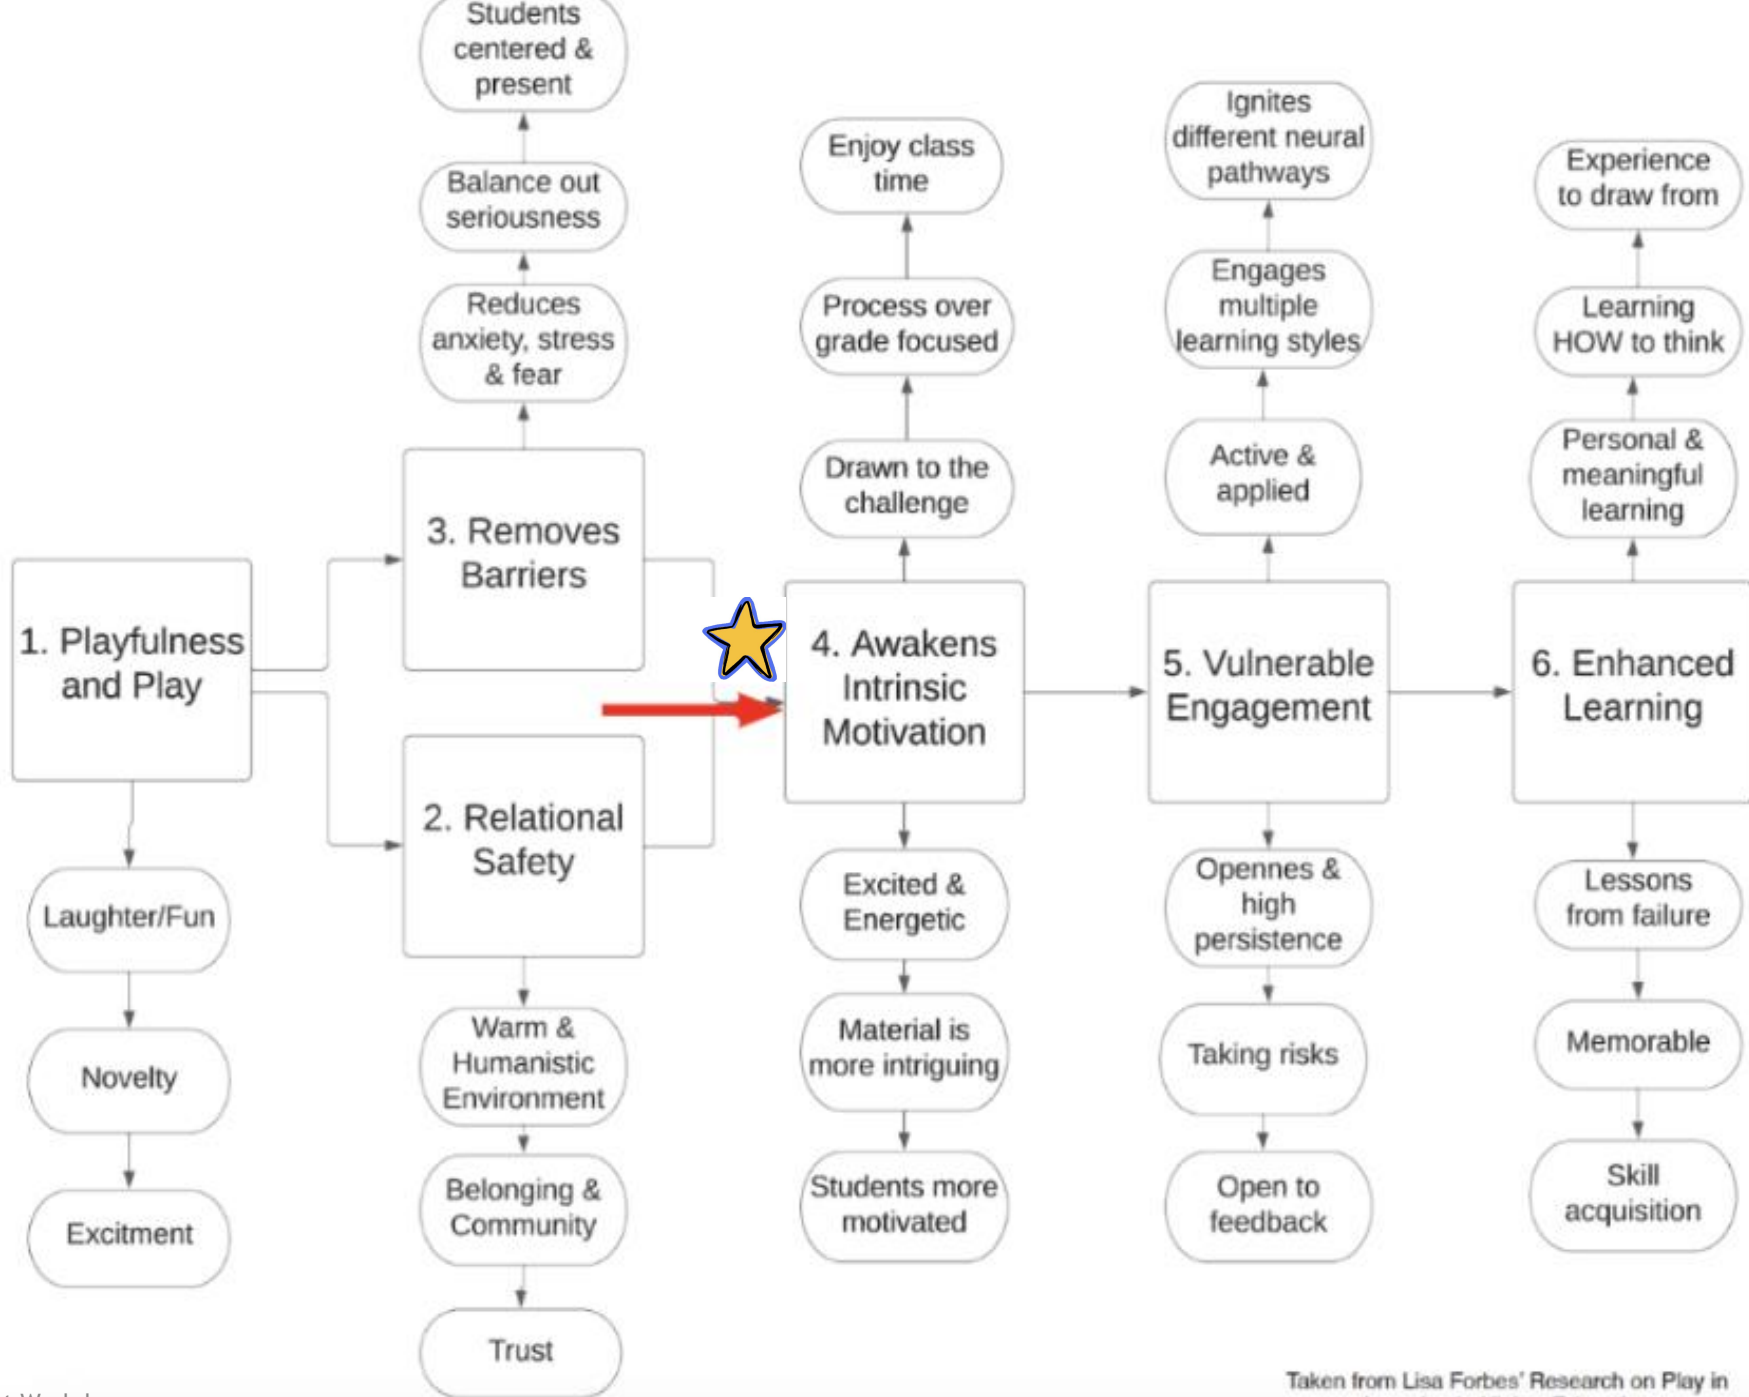 Students
centered &
present
Balance out
seriousness
Reduces
anxiety, stress
& fear
3. Removes
Barriers
1. Playfulness
and Play
Laughter/Fun
Novelty
Excitment
2. Relational
Safety
Warm &
Humanistic
Environment
Belonging &
Community
Trust
Enjoy class
time
Process over
grade focused
Drawn to the
challenge
4. Awakens
Intrinsic
Motivation
Excited &
Energetic
Material is
more intriguing
Students more
motivated
Ignites
different neural
pathways
Engages
multiple
learning styles
Active &
applied
5. Vulnerable
Engagement
Opennes &
high
persistence
Taking risks
Open to
feedback
Experience
to draw from
Learning
HOW to think
Personal &
meaningful
learning
6. Enhanced
Learning
Lessons
from failure
Memorable
Skill
acquisition
Taken from Lisa Forbes' Research on Play in